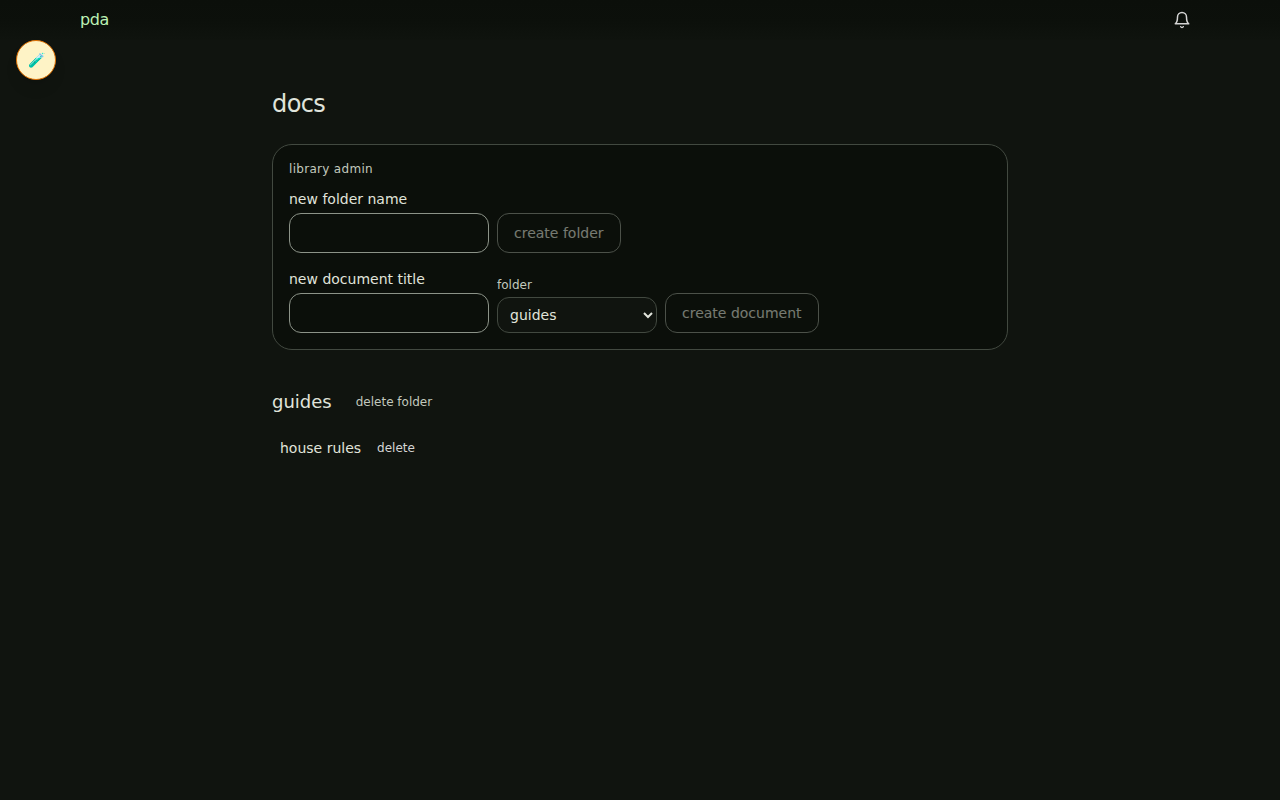 pda
docs
library admin
new folder name
create folder
new document title
folder
guides
create document
guides delete folder
house rules delete